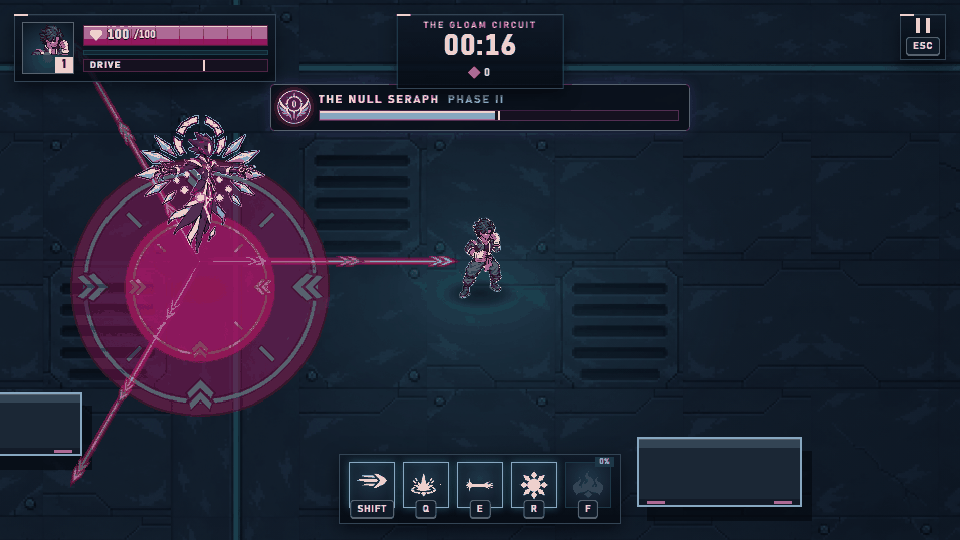 100 /100
1
DRIVE
THE GLOAM CIRCUIT
00:16
0
ESC
THE NULL SERAPH PHASE II
0%
SHIFT
Q
E
R
F